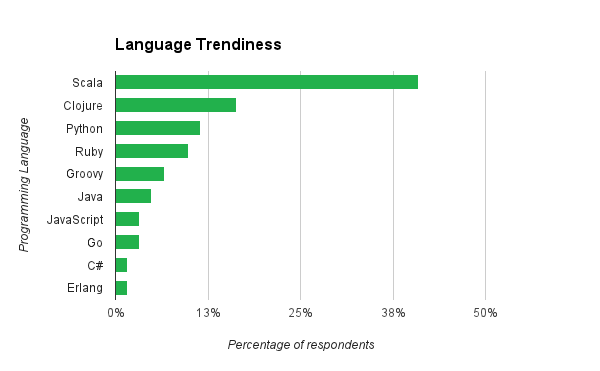 Language Trendiness
Programming Language
Scala
Clojure
Python
Ruby
Groovy
Java
JavaScript
Go
C#
Erlang
0% 13% 25% 38% 50%
Percentage of respondents